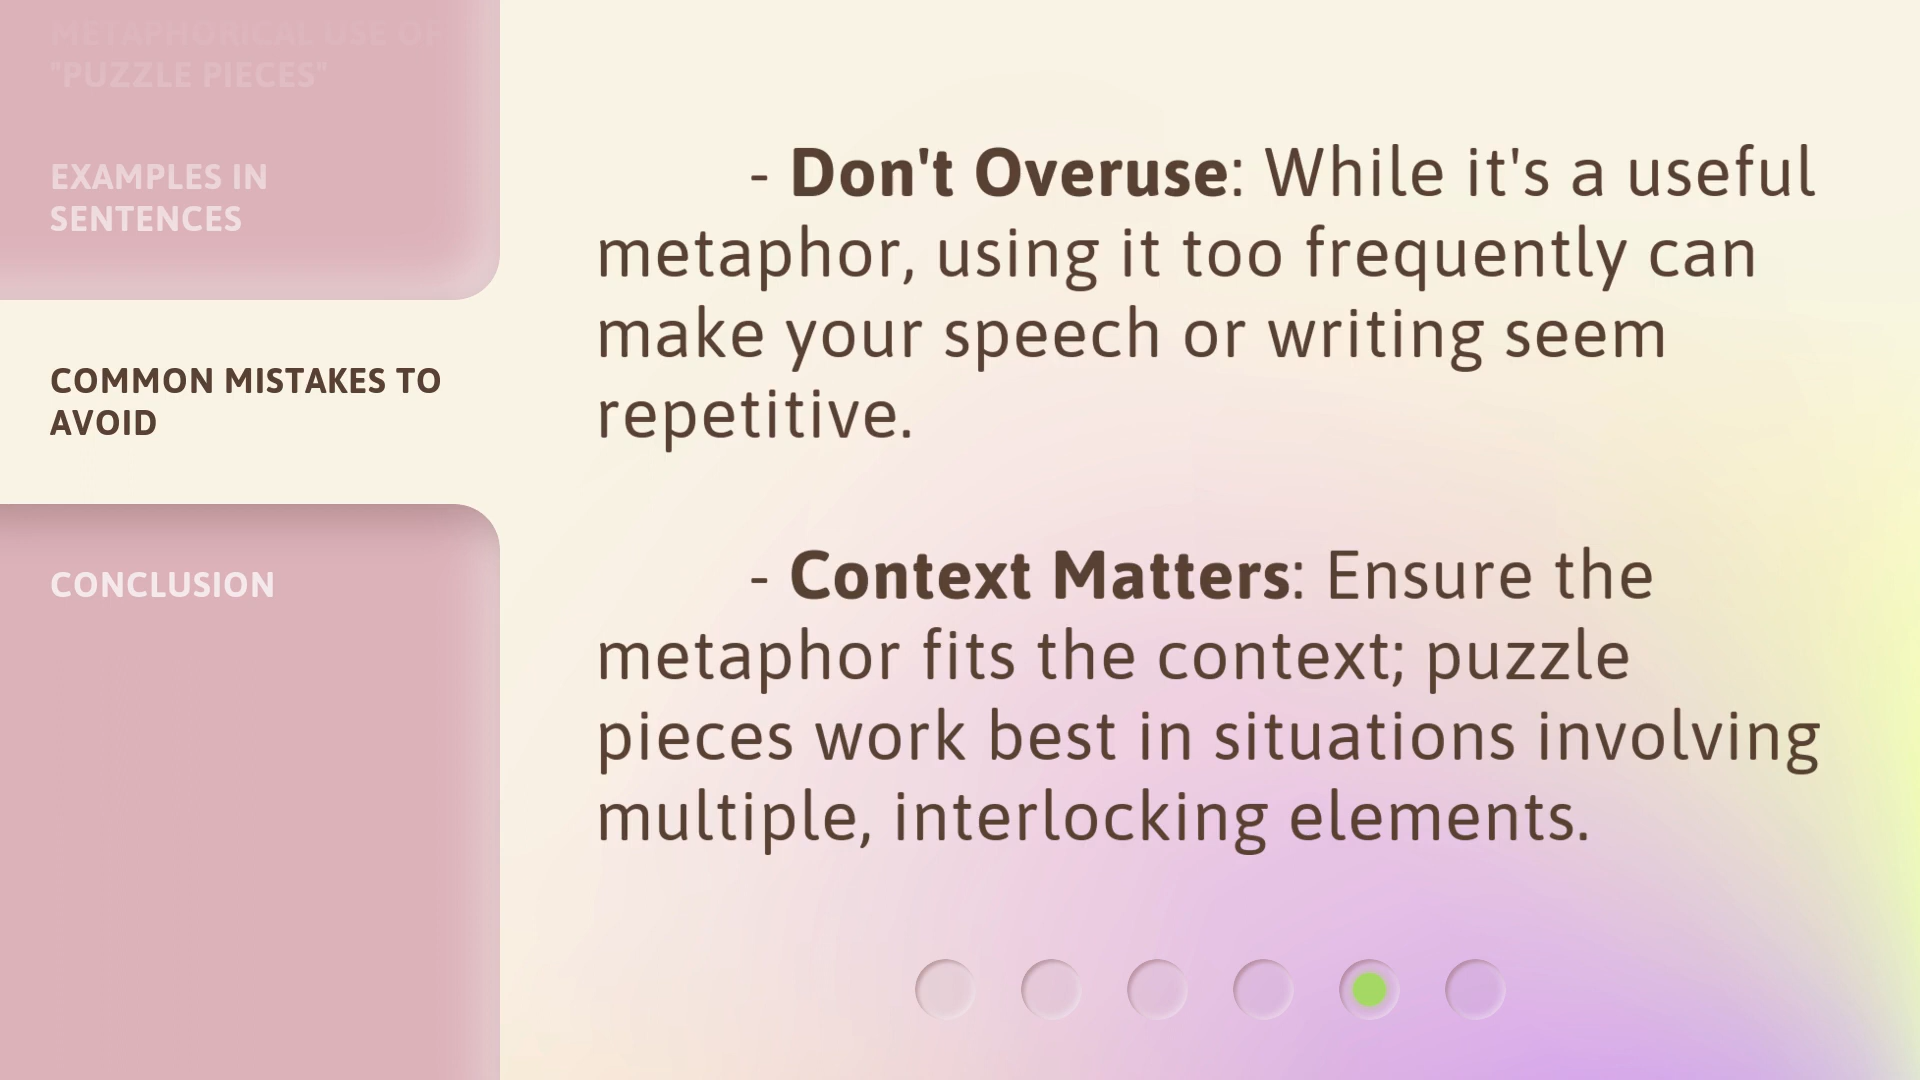 METAPHORICAL USE OF
"PUZZLE PIECES"
EXAMPLES IN
SENTENCES
COMMON MISTAKES TO
AVOID
CONCLUSION
- Don't Overuse: While it's a useful
metaphor, using it too frequently can
make your speech or writing seem
repetitive.
- Context Matters: Ensure the
metaphor fits the context; puzzle
pieces work best in situations involving
multiple, interlocking elements.